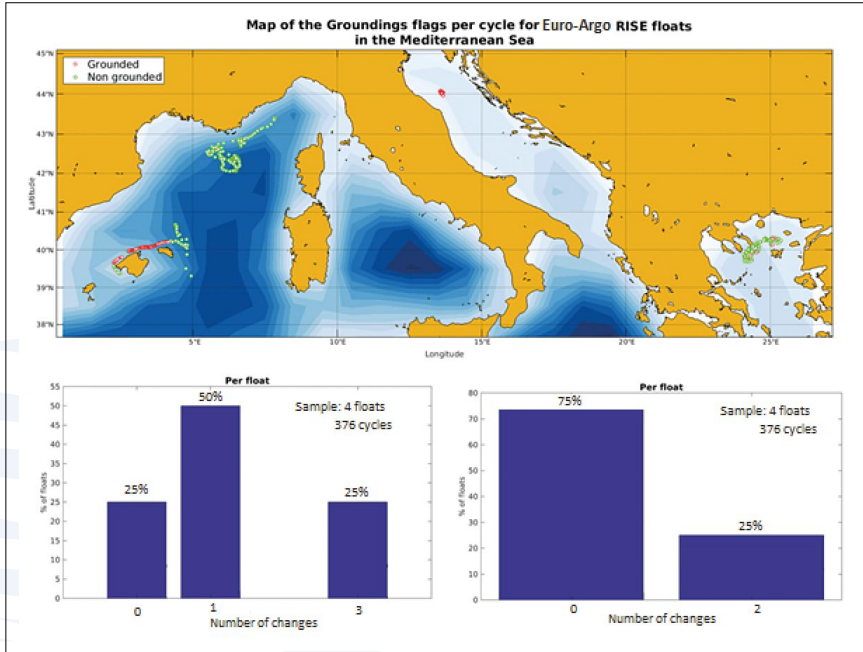 Map of the Groundings flags per cycle for Euro-Argo RISE floats
in the Mediterranean Sea
45°N
44°N
43°N
42°N
41°N
40°N
39°N
38°N
Latitude
Grounded
Non grounded
5°E
10°E
15°E
20°E
25°E
Longitude
Per float
55
50
45
40
35
30
25
20
15
10
5
0
% of floats
25%
50%
25%
Sample: 4 floats
376 cycles
0
1
3
Number of changes
Per float
80
70
60
50
40
30
20
10
0
% of floats
75%
25%
Sample: 4 floats
376 cycles
0
2
Number of changes